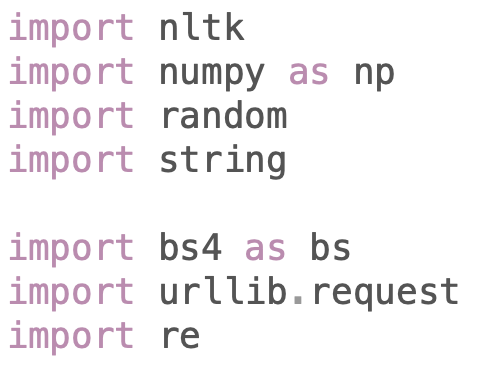 import nltk
import numpy as np
import random
import string
import bs4 as bs
import urllib.request
import re